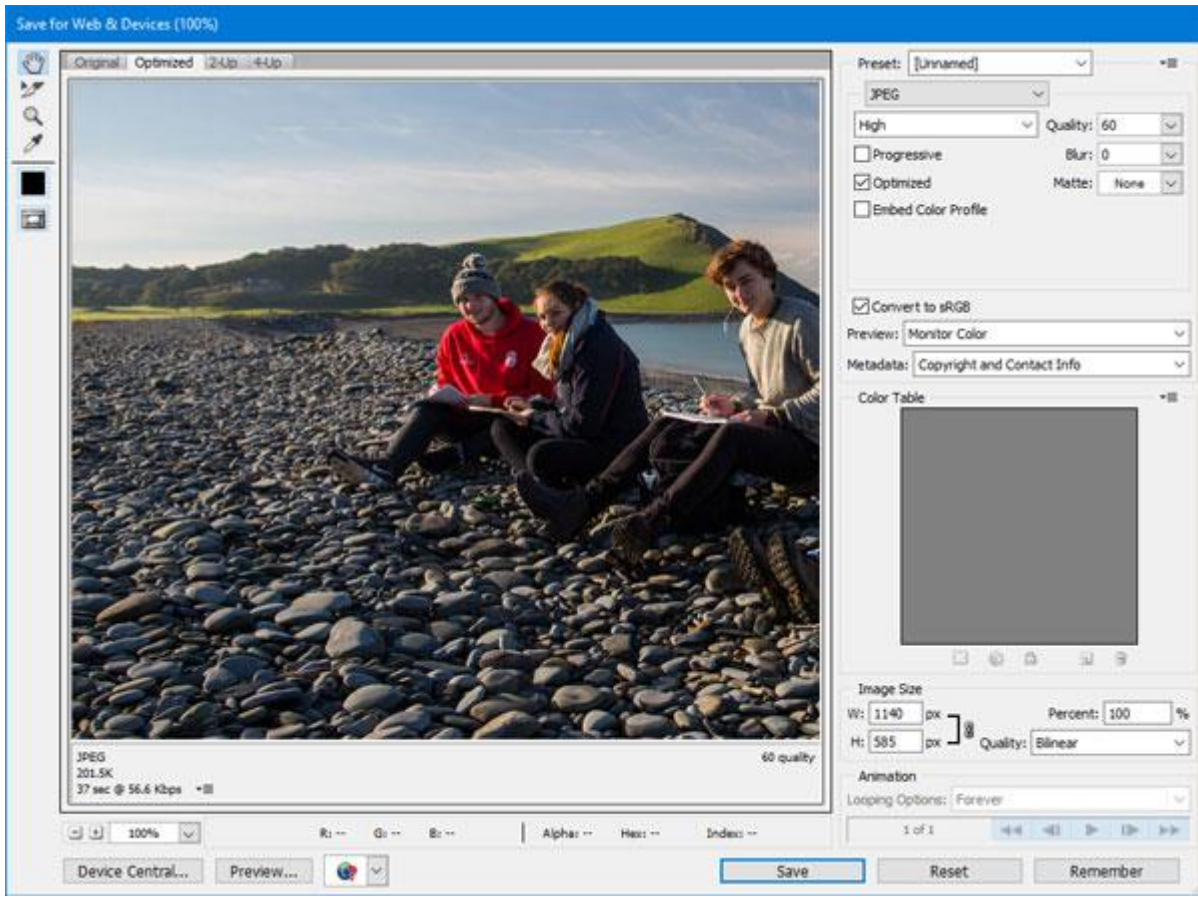 Save for Web & Devices (100%)
Original Optimized 2-Up 4-Up
Preset: [Unnamed]
JPEG
High Quality: 60
Progressive Blur: 0
Optimized Matte: None
Embed Color Profile
Convert to sRGB
Preview: Monitor Color
Metadata: Copyright and Contact Info
Color Table
Image Size
W: 1140 px Percent: 100 %
H: 585 px Quality: Bilinear
Animation
Looping Options: Forever
1 of 1
JPEG 60 quality
201.5K
37 sec @ 56.6 Kbps
100% R: -- G: -- B: -- Alpha: -- Hex: -- Index: --
Device Central... Preview... Save Reset Remember